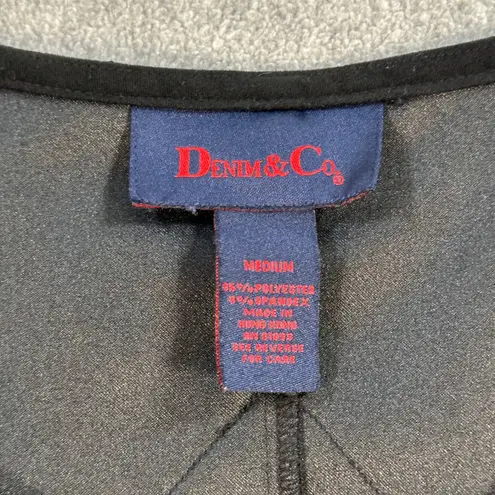 DENIM & CO®
MEDIUM
95% POLYESTER
5% SPANDEX
MADE IN
HONG KONG
SEE REVERSE
FOR CARE